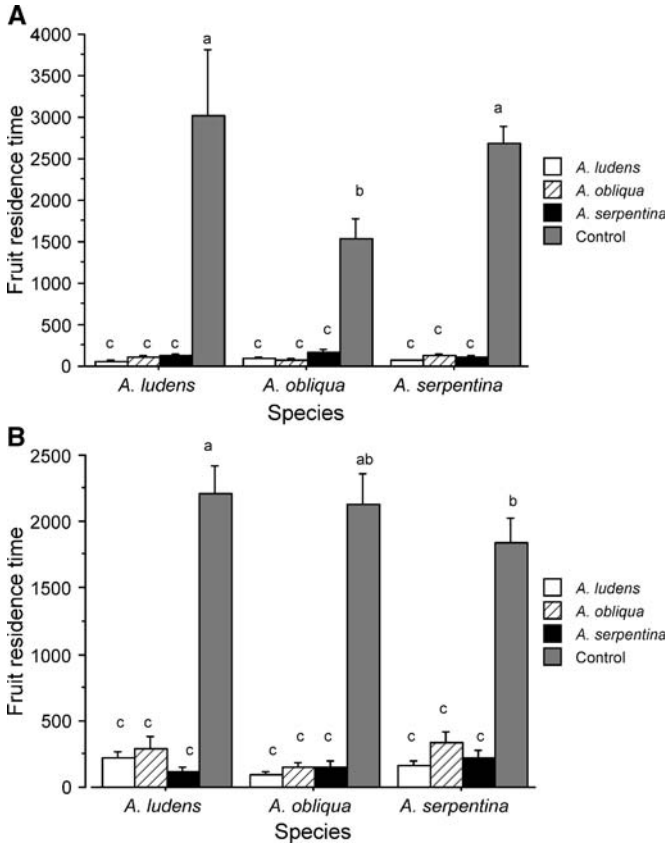 A
4000
3500
3000
2500
2000
1500
1000
500
0
Fruit residence time
a
b
a
c c c
c c c
c c c
A. ludens
A. obliqua
A. serpentina
Control
A. ludens A. obliqua A. serpentina
Species
B
2500
2000
1500
1000
500
0
Fruit residence time
a
ab
b
c c c
c c c
c c c
A. ludens
A. obliqua
A. serpentina
Control
A. ludens A. obliqua A. serpentina
Species